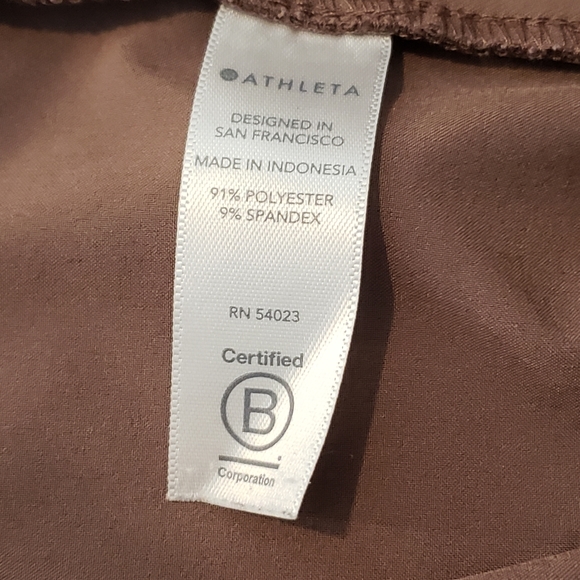 ATHLETA
DESIGNED IN
SAN FRANCISCO
MADE IN INDONESIA
91% POLYESTER
9% SPANDEX
RN 54023
Certified
B
Corporation